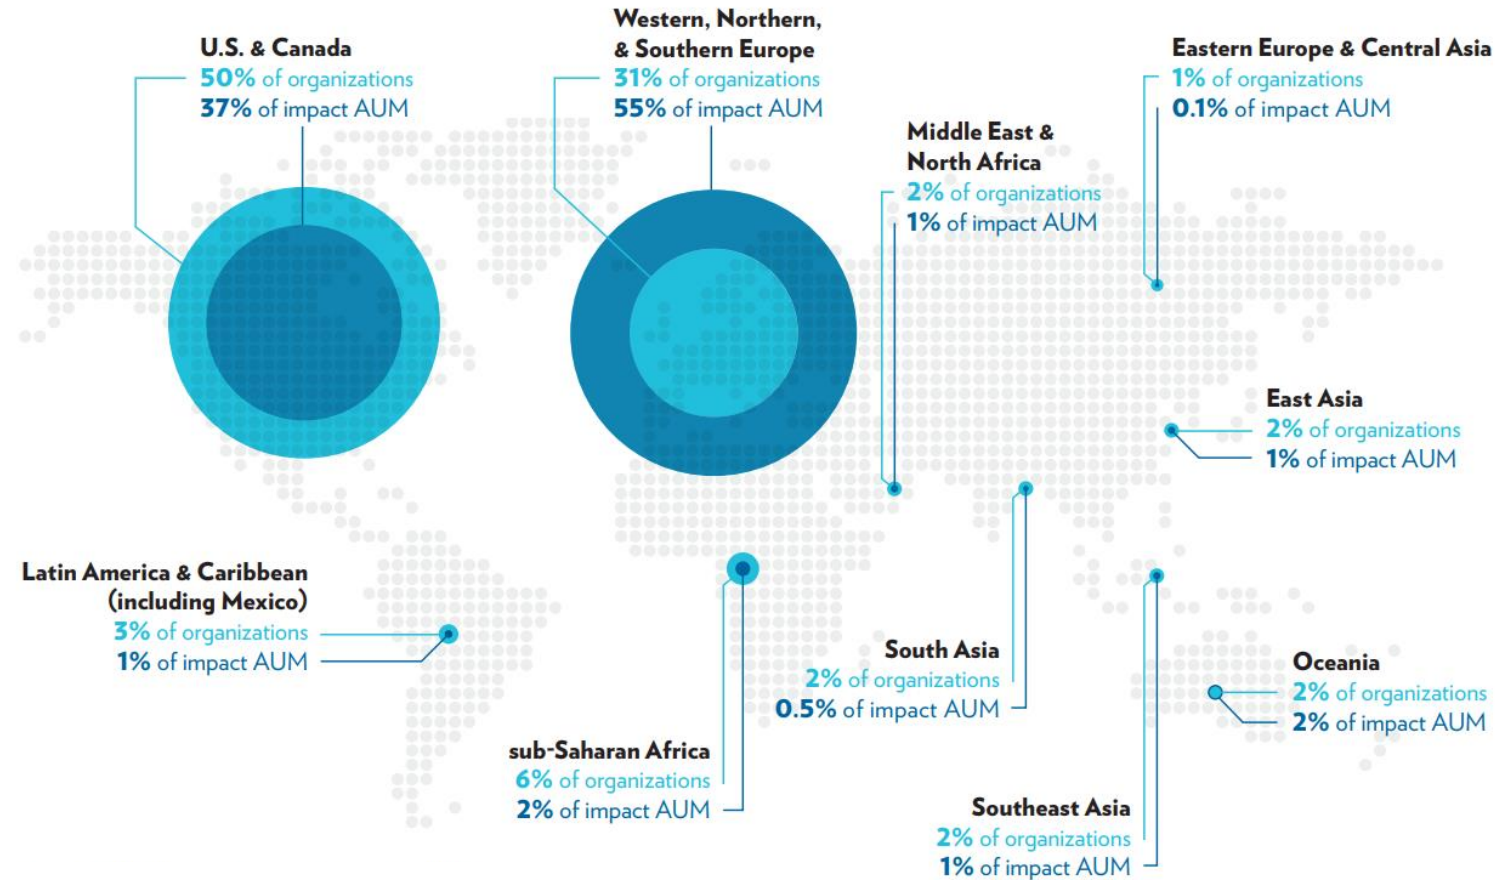 U.S. & Canada
50% of organizations
37% of impact AUM
Western, Northern,
& Southern Europe
31% of organizations
55% of impact AUM
Eastern Europe & Central Asia
1% of organizations
0.1% of impact AUM
Middle East &
North Africa
2% of organizations
1% of impact AUM
East Asia
2% of organizations
1% of impact AUM
Latin America & Caribbean
(including Mexico)
3% of organizations
1% of impact AUM
South Asia
2% of organizations
0.5% of impact AUM
Oceania
2% of organizations
2% of impact AUM
sub-Saharan Africa
6% of organizations
2% of impact AUM
Southeast Asia
2% of organizations
1% of impact AUM